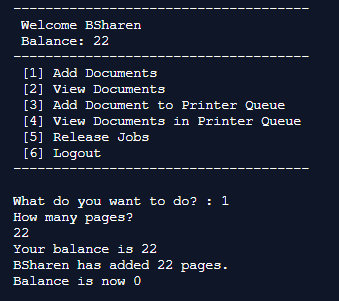 -------------------------------------
Welcome BSharen
Balance: 22
-------------------------------------
[1] Add Documents
[2] View Documents
[3] Add Document to Printer Queue
[4] View Documents in Printer Queue
[5] Release Jobs
[6] Logout
-------------------------------------
What do you want to do? : 1
How many pages?
22
Your balance is 22
BSharen has added 22 pages.
Balance is now 0